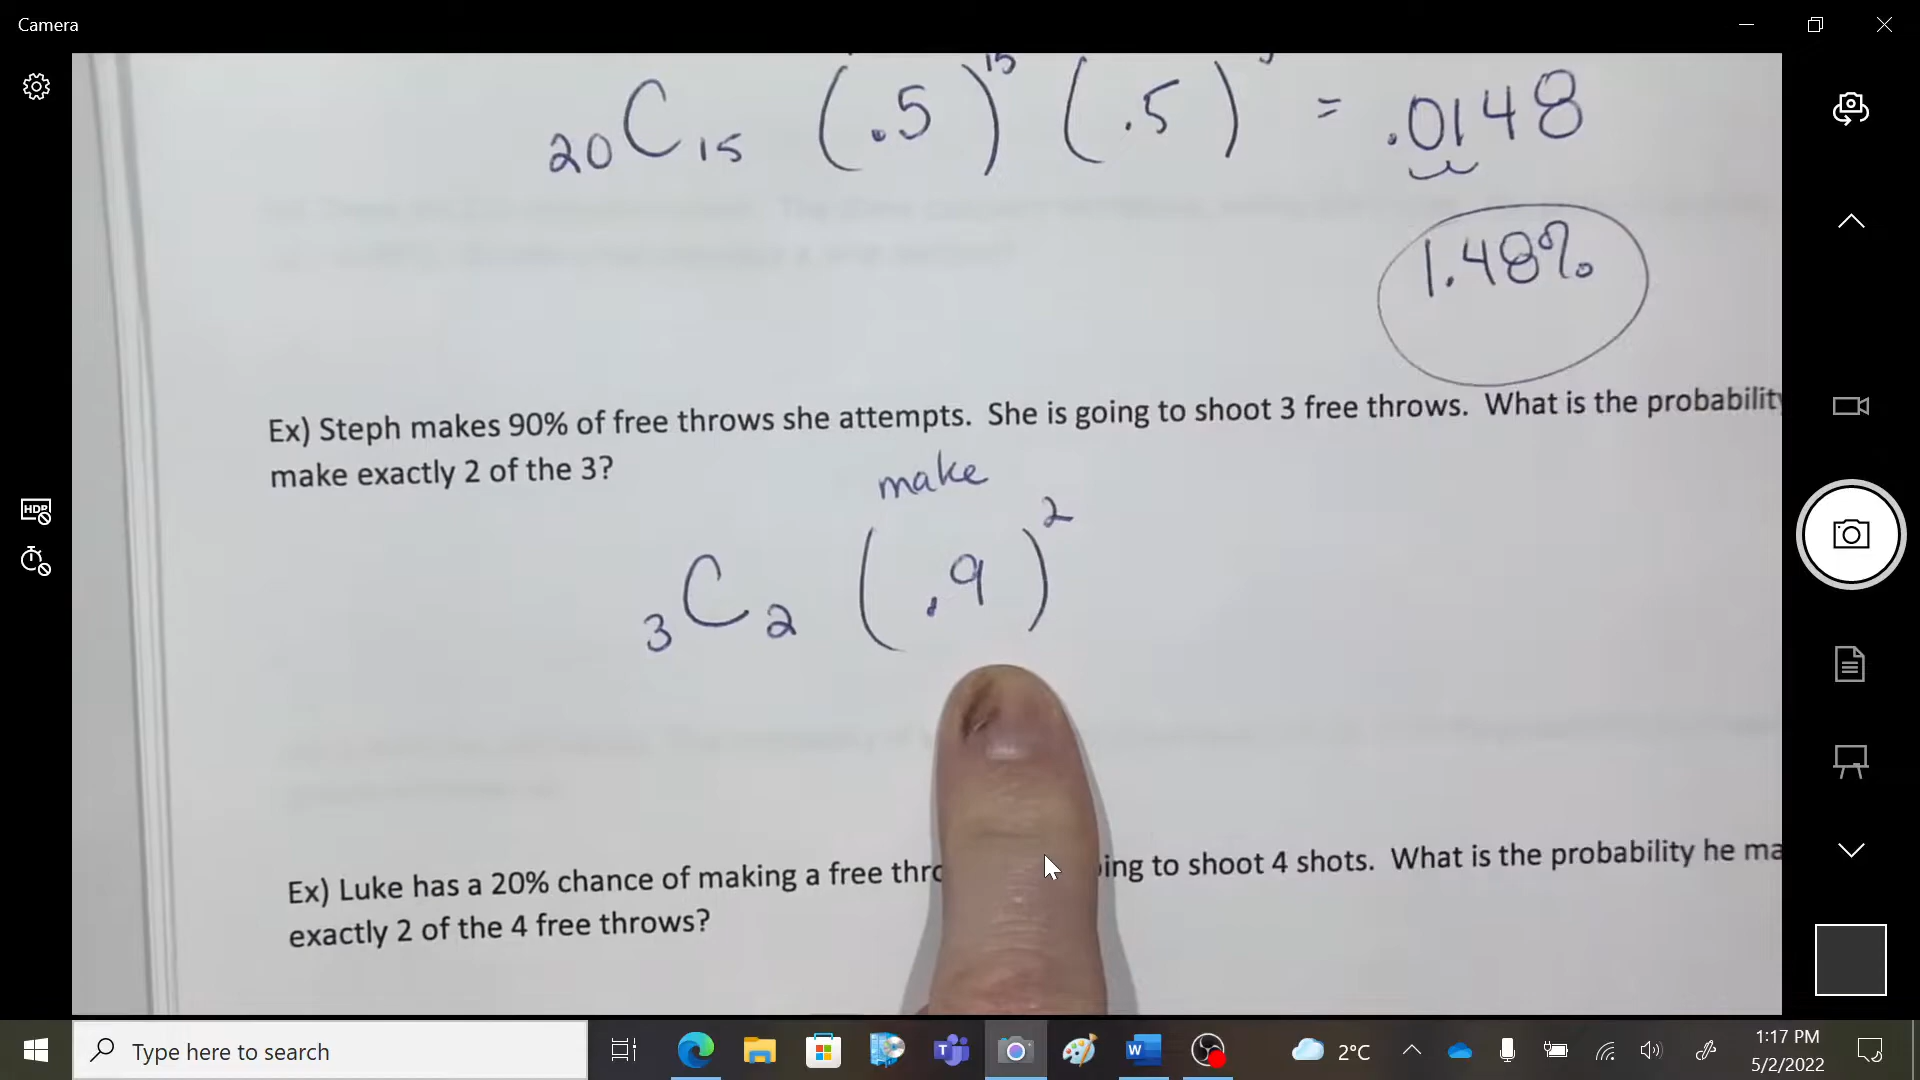 Camera
20C15 (.5)15 (.5) = .0148
1.48%
Ex) Steph makes 90% of free throws she attempts. She is going to shoot 3 free throws. What is the probability
make exactly 2 of the 3?
make
3C2 (.9)2
Ex) Luke has a 20% chance of making a free thro ing to shoot 4 shots. What is the probability he ma
exactly 2 of the 4 free throws?
Type here to search
2°C
1:17 PM
5/2/2022